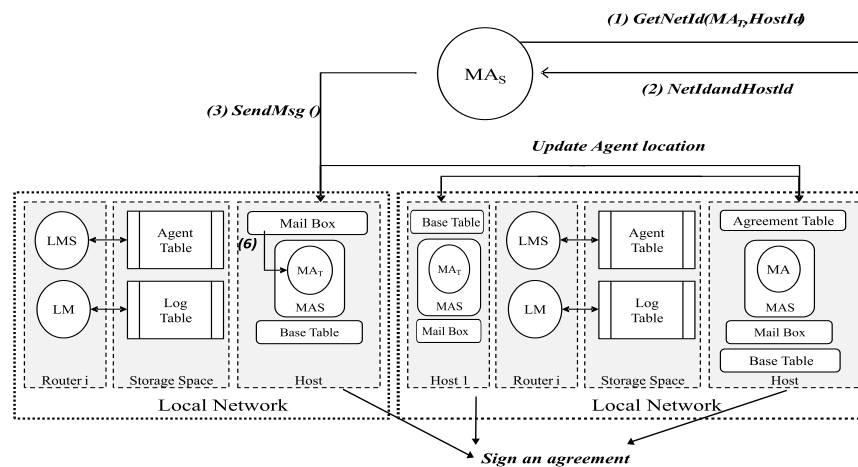 (1) GetNetId(MAT,HostId)
MAS
(2) NetIdandHostId
(3) SendMsg ()
Update Agent location
LMS
Agent
Table
Mail Box
(6)
MAT
MAS
LM
Log
Table
Base Table
Router i
Storage Space
Host
Local Network
Base Table
MAT
MAS
Mail Box
Host 1
LMS
LM
Router i
Agent
Table
Log
Table
Storage Space
Agreement Table
MA
MAS
Mail Box
Base Table
Host
Local Network
Sign an agreement